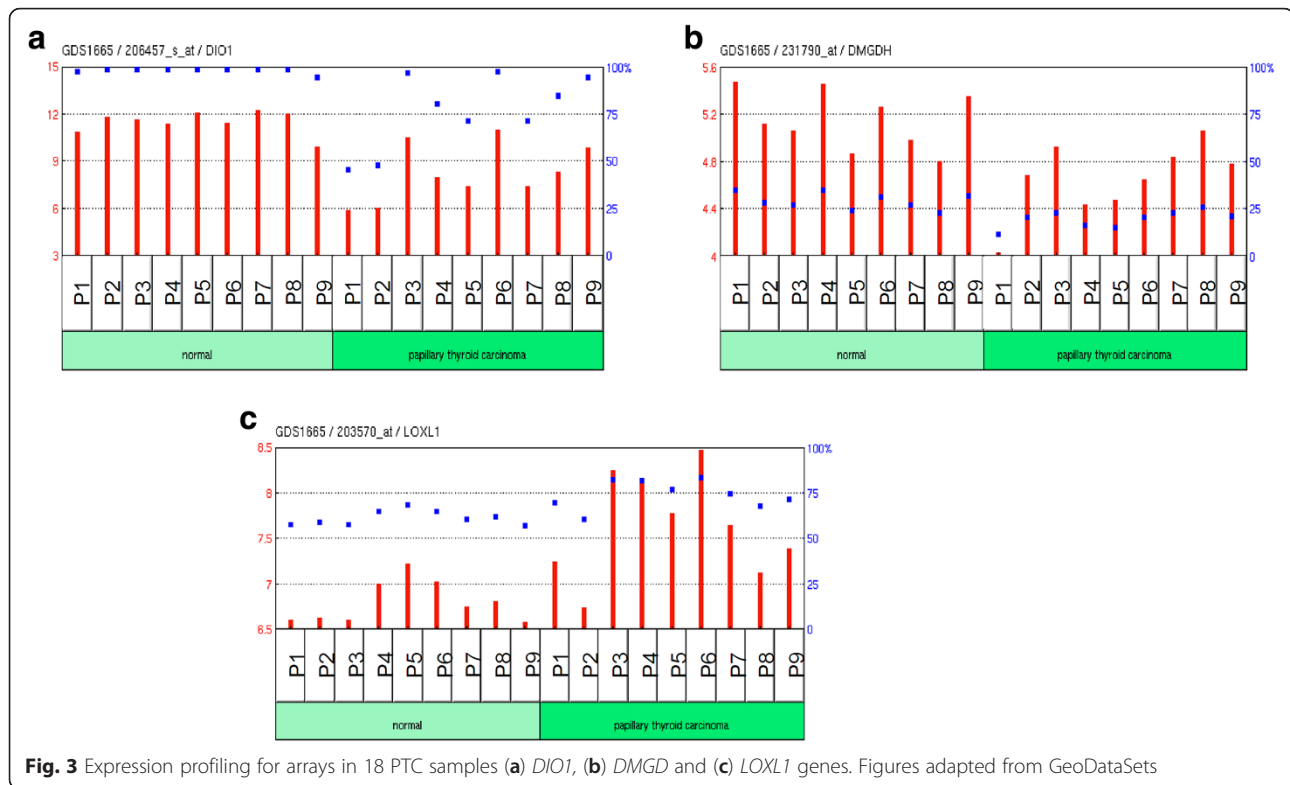 a
GDS1665 / 206457_s_at / DIO1
15 100%
12 75
9 50
6 25
3 0
P1 P2 P3 P4 P5 P6 P7 P8 P9 P1 P2 P3 P4 P5 P6 P7 P8 P9
normal papillary thyroid carcinoma
b
GDS1665 / 231790_at / DMGDH
5.6 100%
5.2 75
4.8 50
4.4 25
4 0
P1 P2 P3 P4 P5 P6 P7 P8 P9 P1 P2 P3 P4 P5 P6 P7 P8 P9
normal papillary thyroid carcinoma
c
GDS1665 / 203570_at / LOXL1
8.5 100%
8 75
7.5 50
7 25
6.5 0
P1 P2 P3 P4 P5 P6 P7 P8 P9 P1 P2 P3 P4 P5 P6 P7 P8 P9
normal papillary thyroid carcinoma
Fig. 3 Expression profiling for arrays in 18 PTC samples (a) DIO1, (b) DMGD and (c) LOXL1 genes. Figures adapted from GeoDataSets